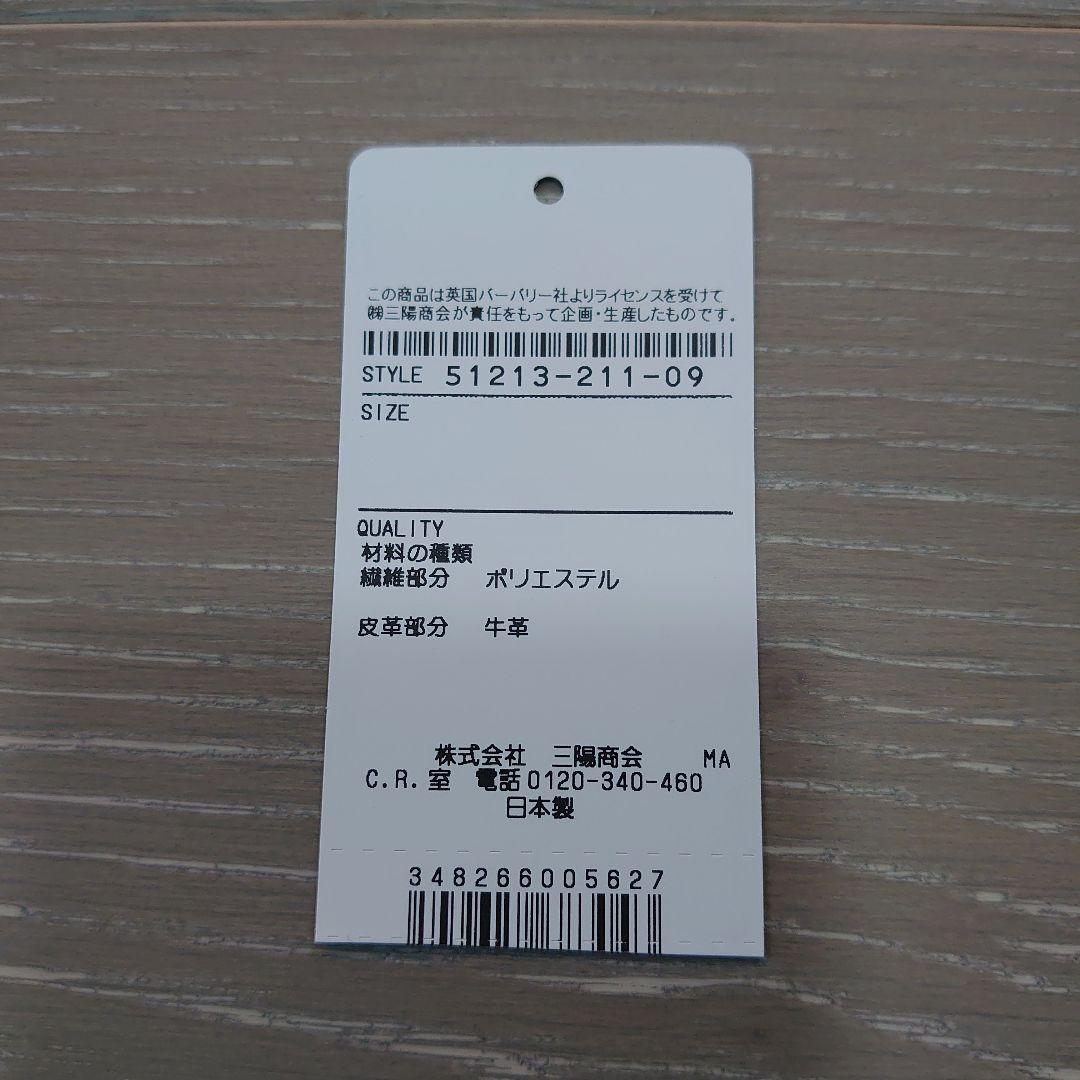 この商品は英国バーバリー社よりライセンスを受けて
㈱三陽商会が責任をもって企画・生産したものです。
STYLE 51213-211-09
SIZE
QUALITY
材料の種類
繊維部分 ポリエステル
皮革部分 牛革
株式会社 三陽商会 MA
C.R.室 電話0120-340-460
日本製
348266005627